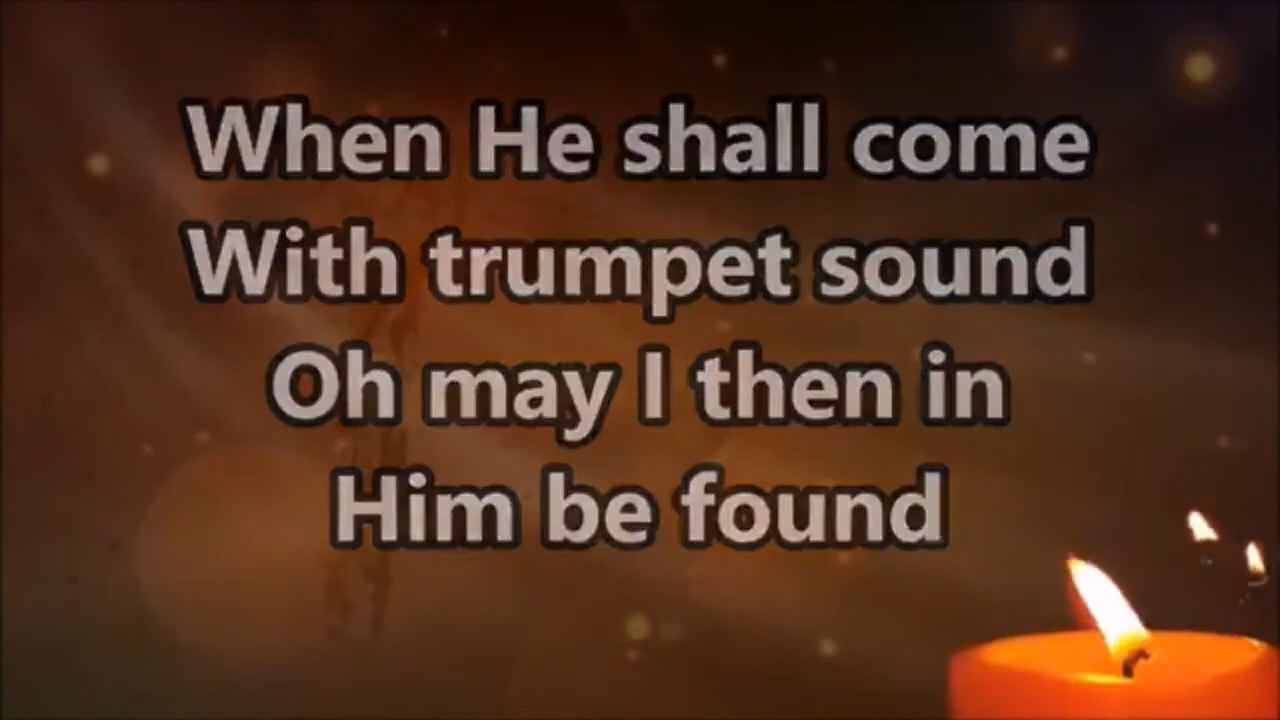 When He shall come
With trumpet sound
Oh may I then in
Him be found